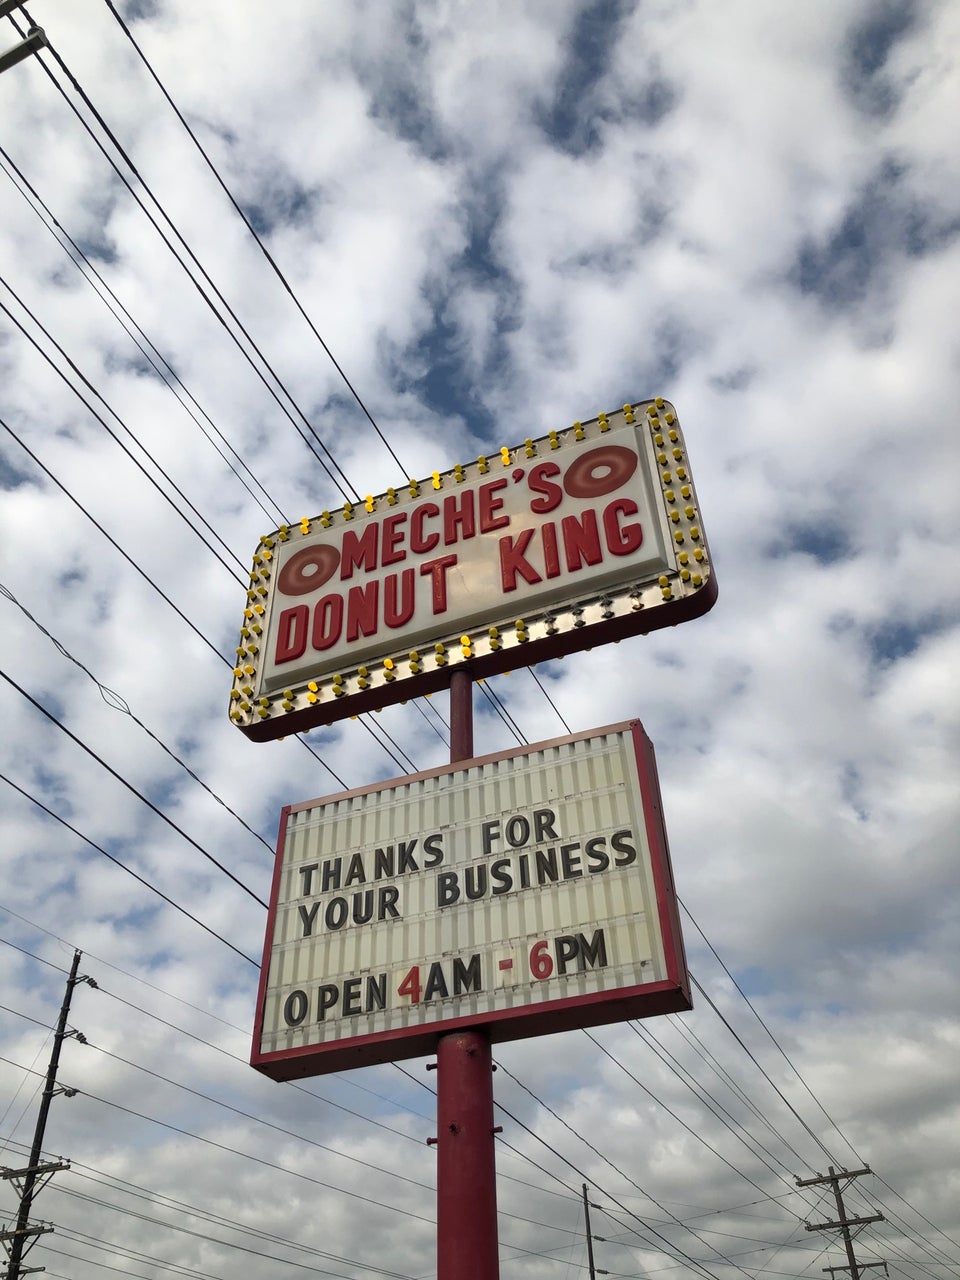 MECHE'S
DONUT KING
THANKS FOR
YOUR BUSINESS
OPEN 4AM - 6PM